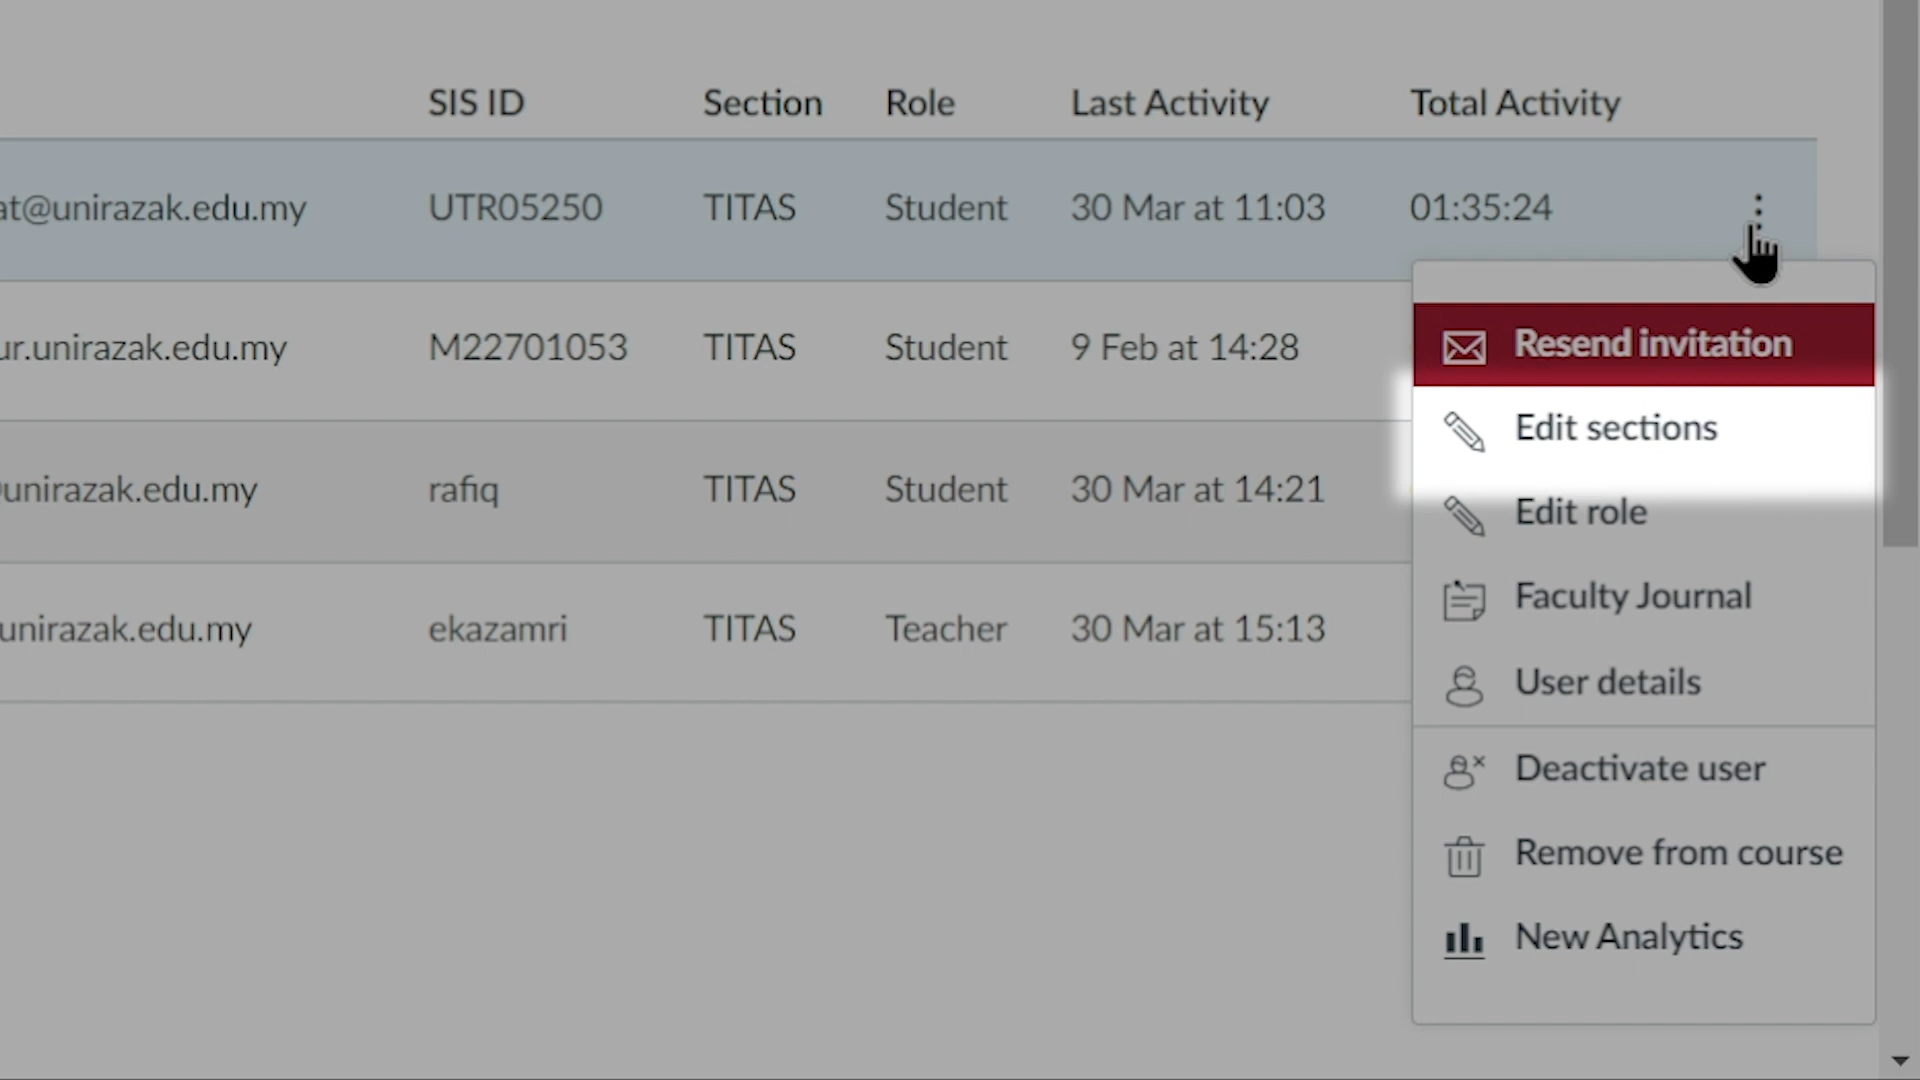 SIS ID Section Role Last Activity Total Activity
at@unirazak.edu.my UTR05250 TITAS Student 30 Mar at 11:03 01:35:24
ur.unirazak.edu.my M22701053 TITAS Student 9 Feb at 14:28
unirazak.edu.my rafiq TITAS Student 30 Mar at 14:21
unirazak.edu.my ekazamri TITAS Teacher 30 Mar at 15:13
Resend invitation
Edit sections
Edit role
Faculty Journal
User details
Deactivate user
Remove from course
New Analytics